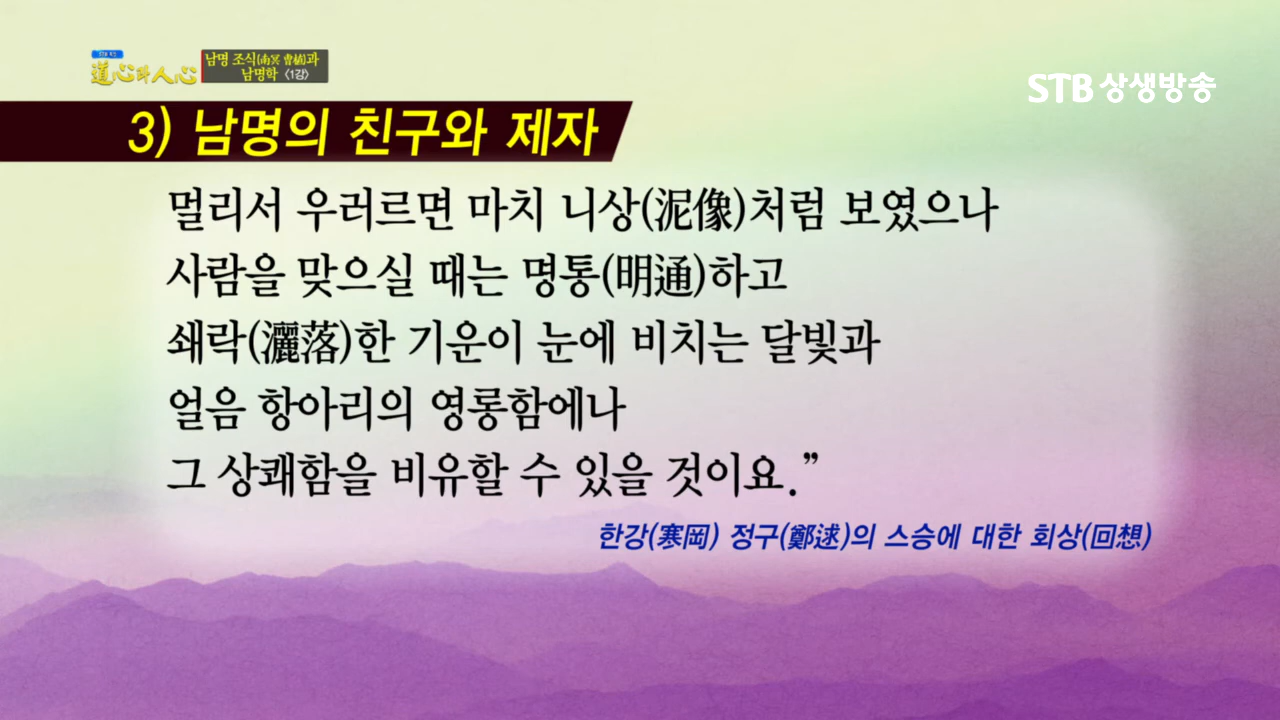 道心과 人心
남명 조식(南冥 曺植)과
남명학 <1강>
STB 상생방송
3) 남명의 친구와 제자
멀리서 우러르면 마치 니상(泥像)처럼 보였으나
사람을 맞으실 때는 명통(明通)하고
쇄락(灑落)한 기운이 눈에 비치는 달빛과
얼음 항아리의 영롱함에나
그 상쾌함을 비유할 수 있을 것이요.”
한강(寒岡) 정구(鄭逑)의 스승에 대한 회상(回想)